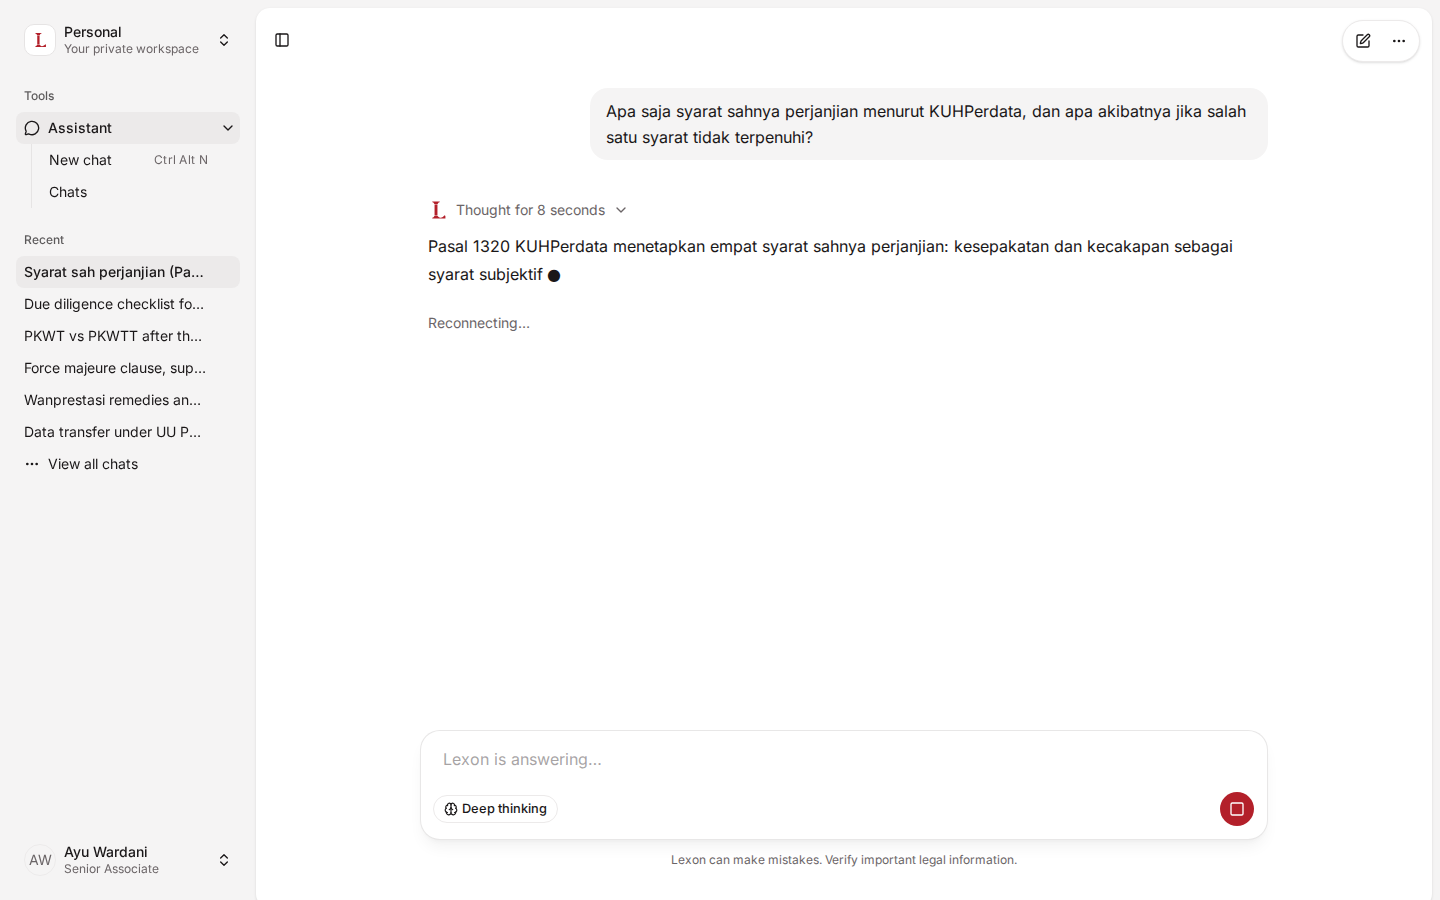 L
Personal
Your private workspace
Tools
Assistant
New chat
Ctrl Alt N
Chats
Recent
Syarat sah perjanjian (Pa...
Due diligence checklist fo...
PKWT vs PKWTT after th...
Force majeure clause, sup...
Wanprestasi remedies an...
Data transfer under UU P...
View all chats
AW
Ayu Wardani
Senior Associate
Apa saja syarat sahnya perjanjian menurut KUHPerdata, dan apa akibatnya jika salah
satu syarat tidak terpenuhi?
L
Thought for 8 seconds
Pasal 1320 KUHPerdata menetapkan empat syarat sahnya perjanjian: kesepakatan dan kecakapan sebagai
syarat subjektif
Reconnecting...
Lexon is answering...
Deep thinking
Lexon can make mistakes. Verify important legal information.